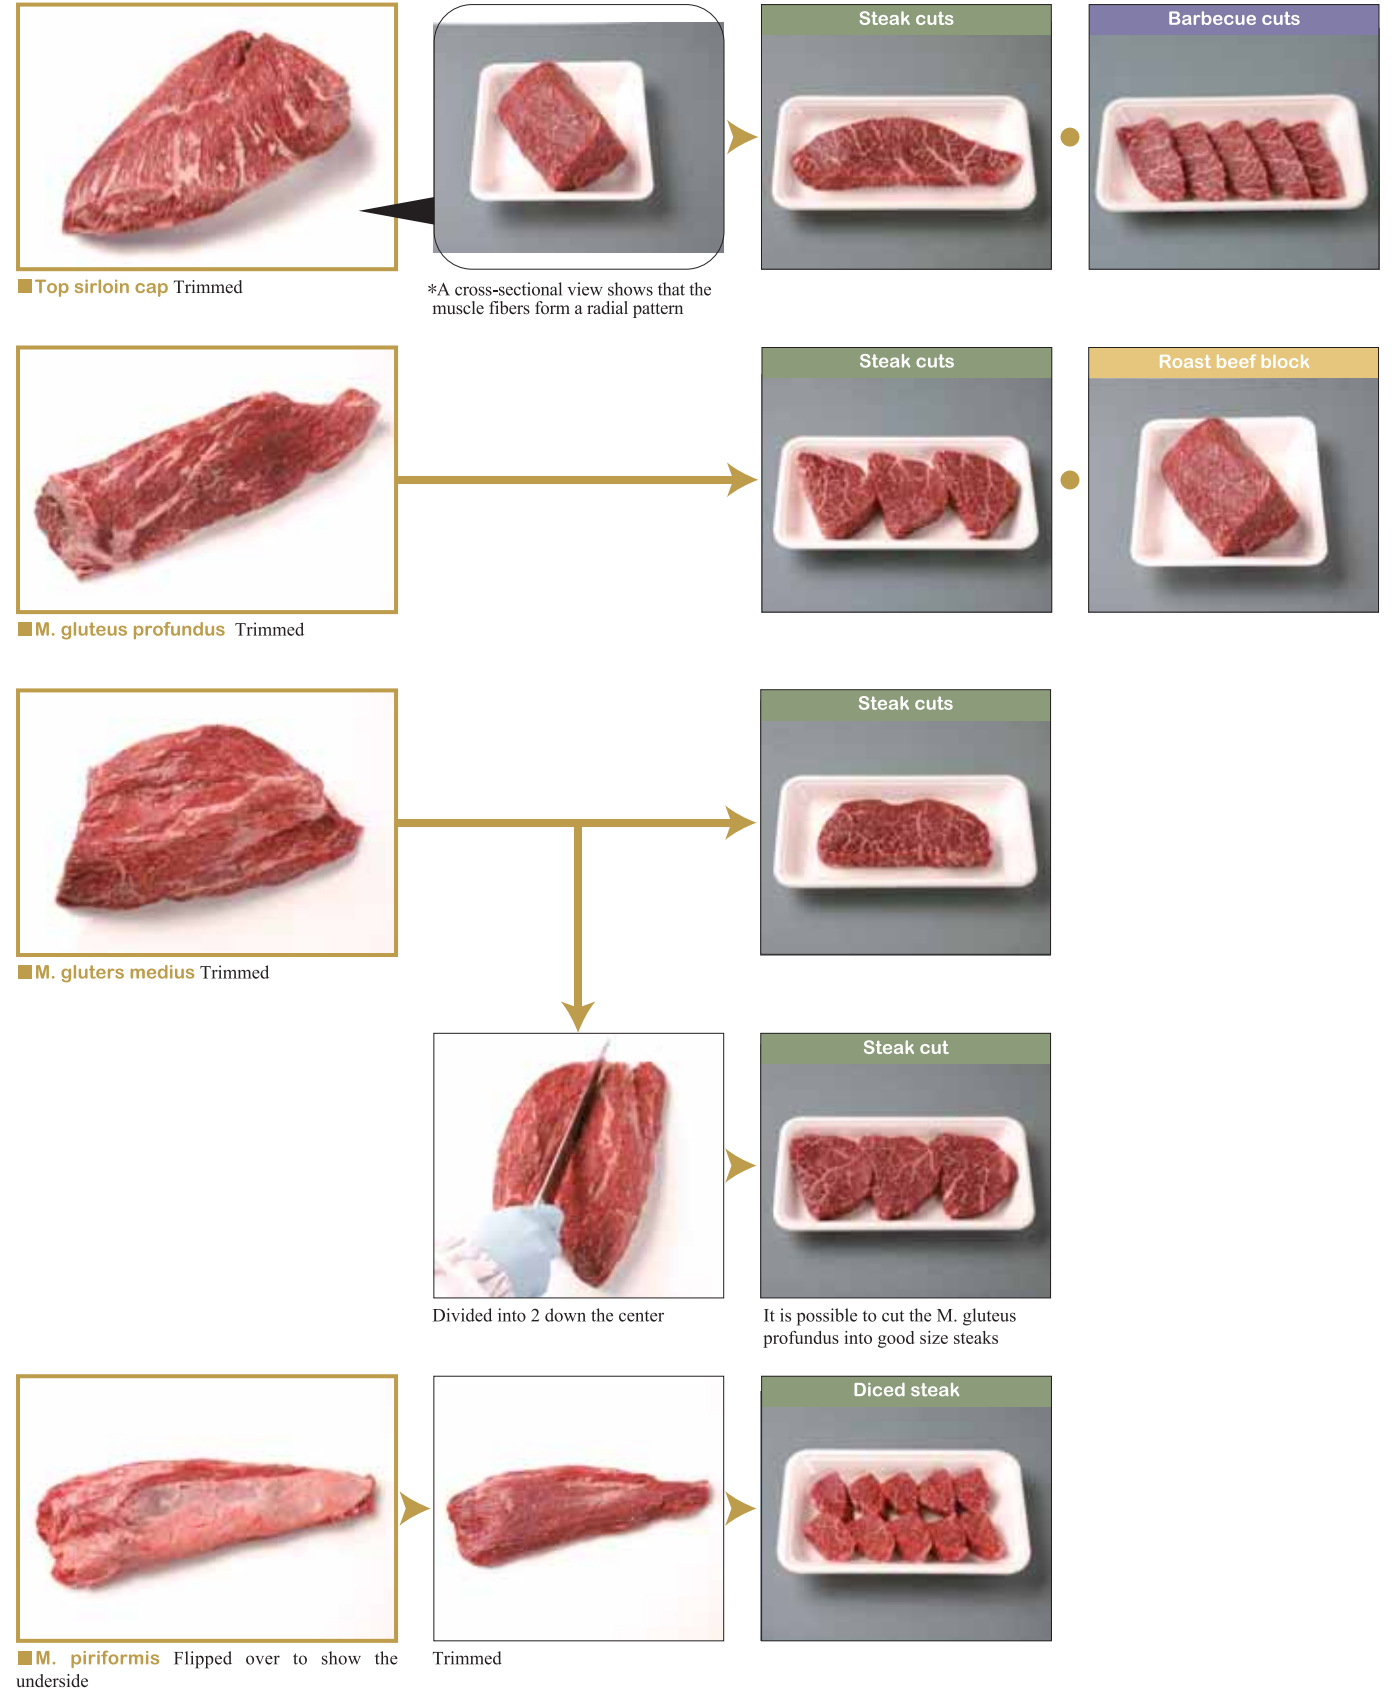 Steak cuts
Barbecue cuts
■Top sirloin cap Trimmed
*A cross-sectional view shows that the
muscle fibers form a radial pattern
Steak cuts
Roast beef block
■M. gluteus profundus Trimmed
Steak cuts
■M. gluters medius Trimmed
Steak cut
Divided into 2 down the center
It is possible to cut the M. gluteus
profundus into good size steaks
Diced steak
■M. piriformis Flipped over to show the
underside
Trimmed